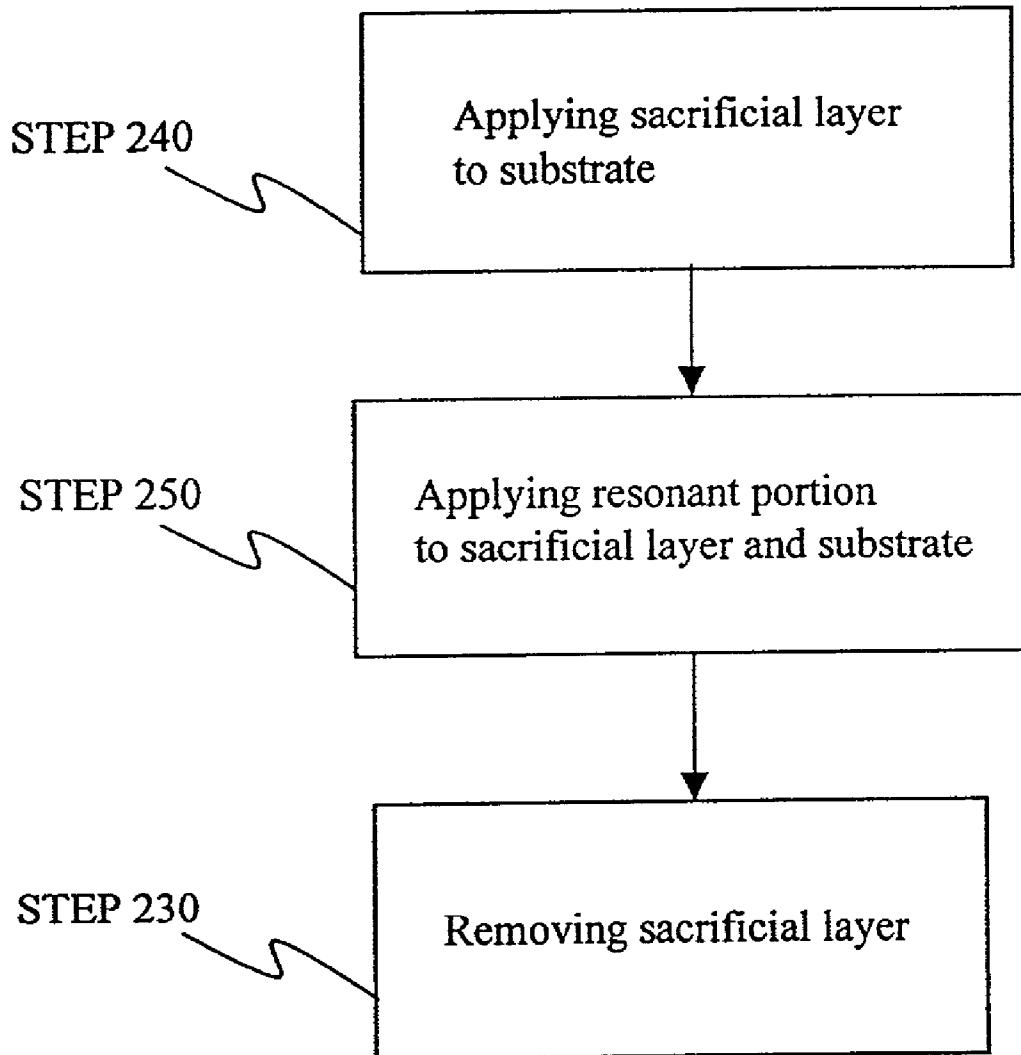 STEP 240
Applying sacrificial layer
to substrate
STEP 250
Applying resonant portion
to sacrificial layer and substrate
STEP 230
Removing sacrificial layer